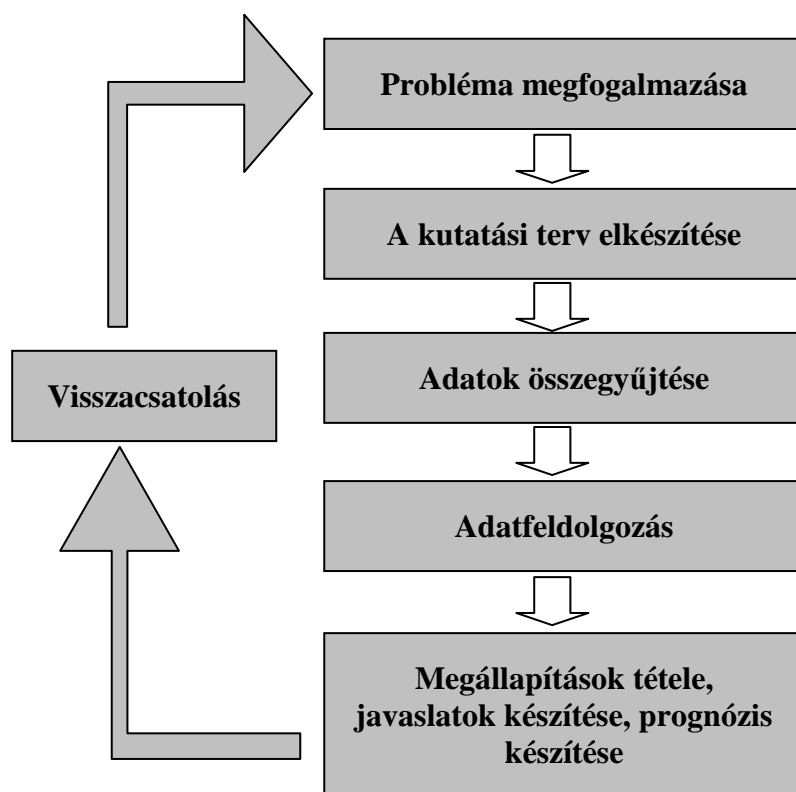 Probléma megfogalmazása
A kutatási terv elkészítése
Adatok összegyűjtése
Visszacsatolás
Adatfeldolgozás
Megállapítások tétele,
javaslatok készítése, prognózis
készítése